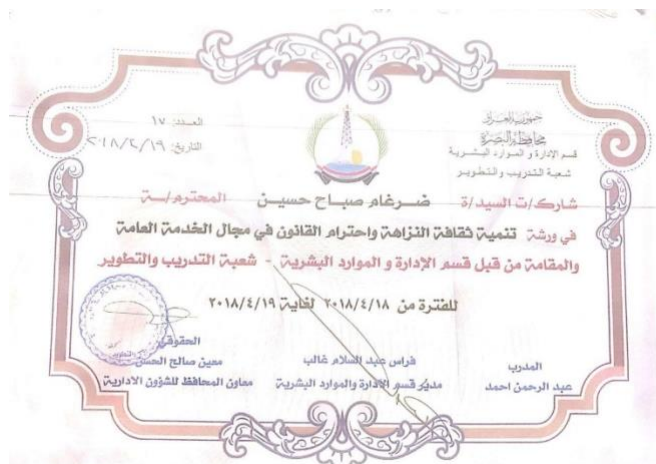 جمهورية العراق
محافظة البصرة
قسم الإدارة و الموارد البشرية
شعبة التدريب والتطوير
العدد: ١٧
التاريخ: ٢٠١٨/٢/١٩
شارك/ت السيد/ة ضرغام صباح حسين المحترم/ـة
في ورشة تنمية ثقافة النزاهة واحترام القانون في مجال الخدمة العامة
والمقامة من قبل قسم الإدارة و الموارد البشرية - شعبة التدريب والتطوير
للفترة من ٢٠١٨/٤/١٨ لغاية ٢٠١٨/٤/١٩
المدرب
عبد الرحمن احمد
فراس عبد السلام غالب
مدير قسم الإدارة والموارد البشرية
الحقوقي
معين صالح الحسن
معاون المحافظ للشؤون الادارية